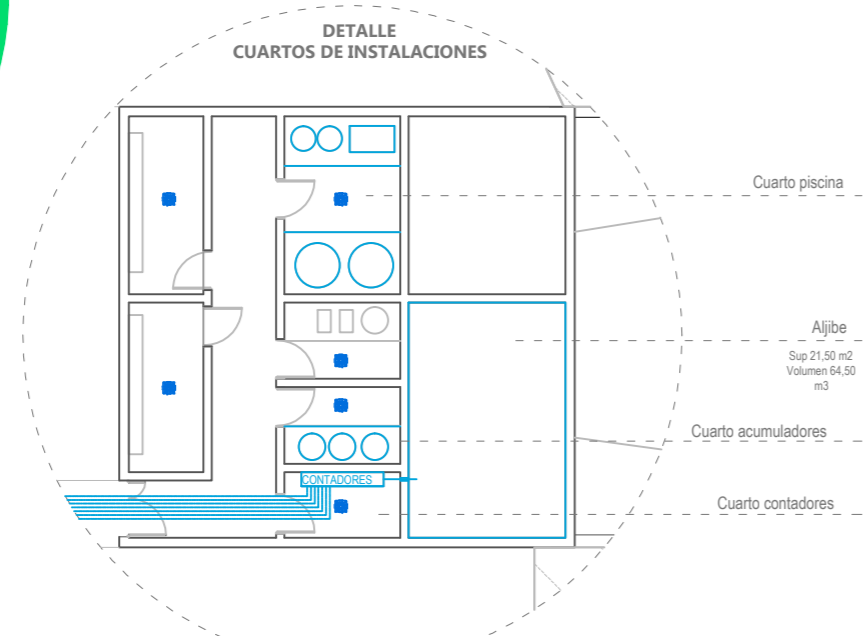 DETALLE
CUARTOS DE INSTALACIONES
Cuarto piscina
Aljibe
Sup 21,50 m2
Volumen 64,50
m3
Cuarto acumuladores
CONTADORES
Cuarto contadores